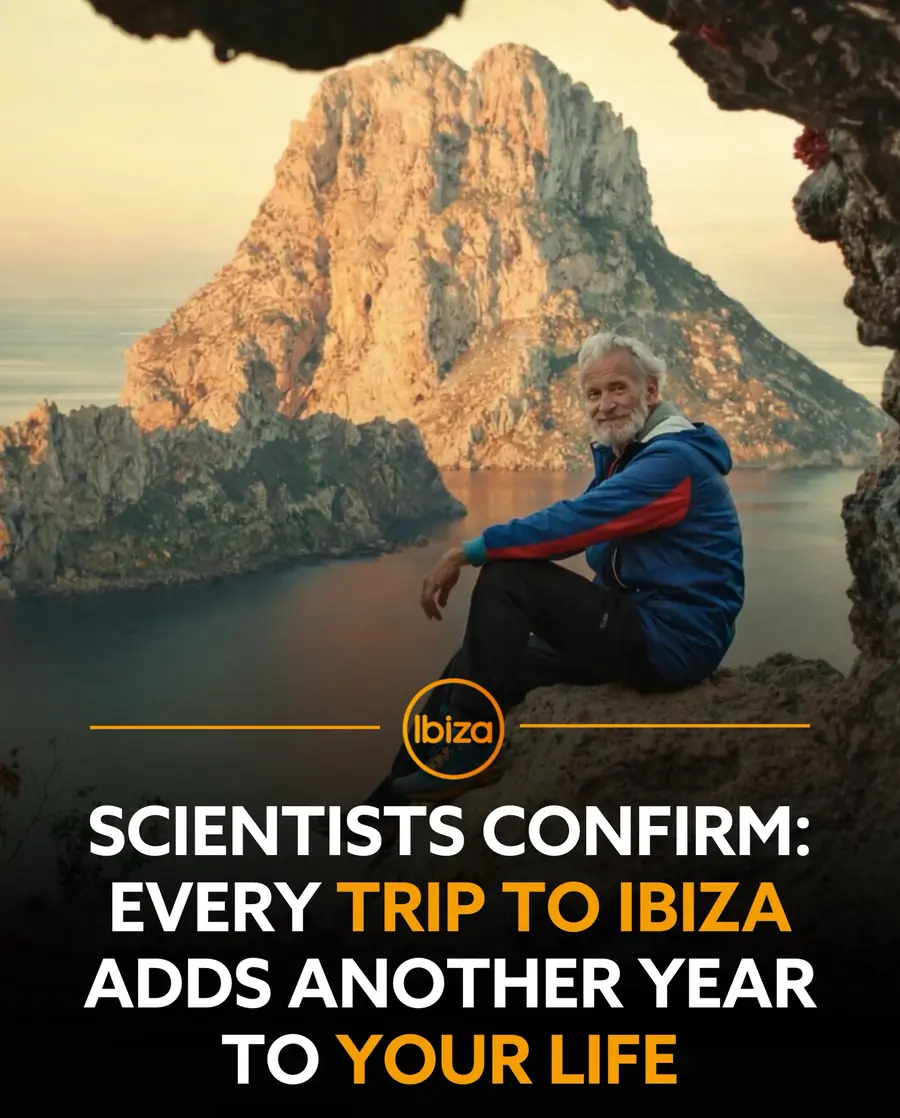 Ibiza
SCIENTISTS CONFIRM:
EVERY TRIP TO IBIZA
ADDS ANOTHER YEAR
TO YOUR LIFE